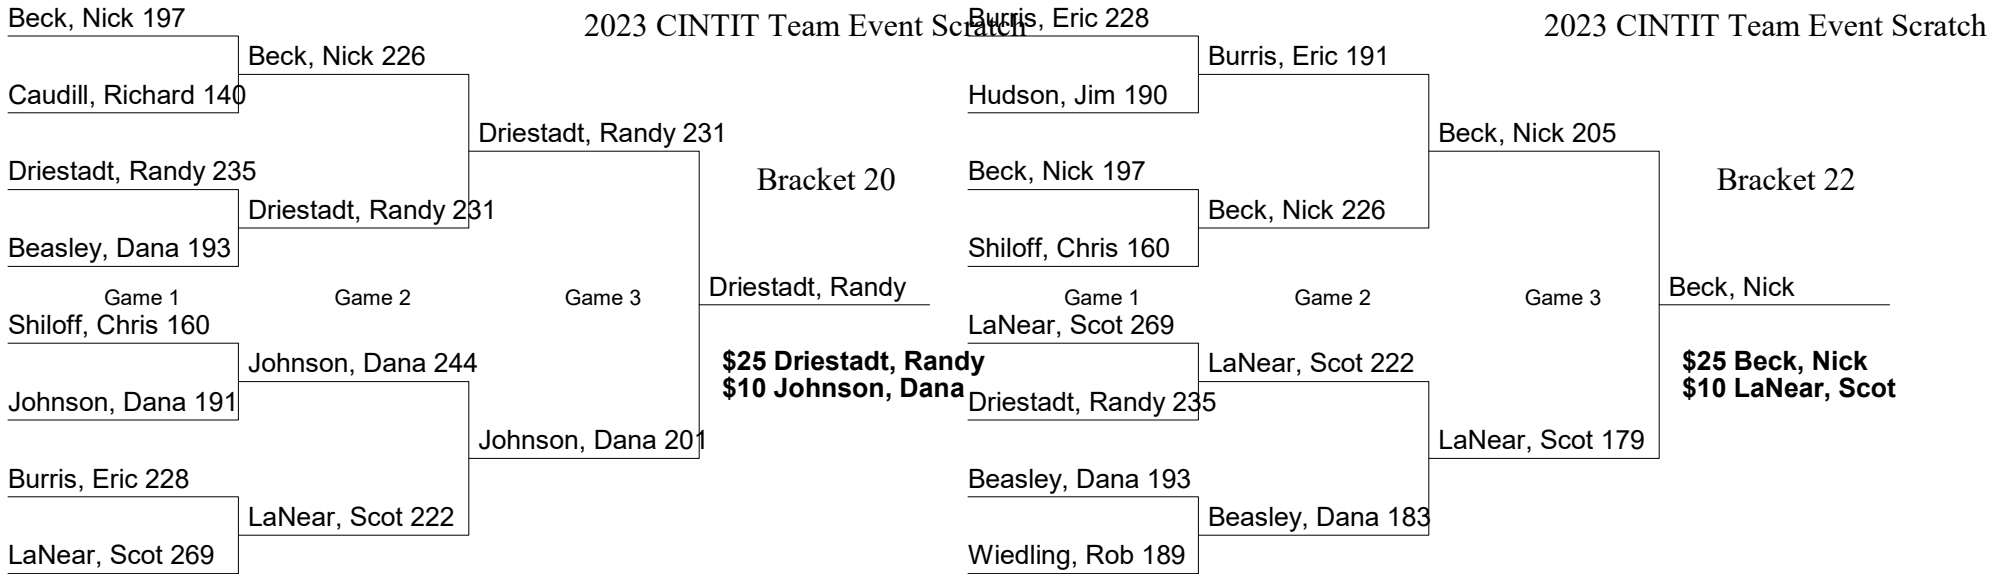 2023 CINTIT Team Event Scratch
Bracket 20
Beck, Nick 197
Caudill, Richard 140
Driestadt, Randy 235
Beasley, Dana 193
Game 1
Shiloff, Chris 160
Johnson, Dana 191
Burris, Eric 228
LaNear, Scot 269
Beck, Nick 226
Driestadt, Randy 231
Game 2
Johnson, Dana 244
LaNear, Scot 222
Driestadt, Randy 231
Game 3
Johnson, Dana 201
Driestadt, Randy
$25 Driestadt, Randy
$10 Johnson, Dana
2023 CINTIT Team Event Scratch
Bracket 22
Burris, Eric 228
Hudson, Jim 190
Beck, Nick 197
Shiloff, Chris 160
Game 1
LaNear, Scot 269
Driestadt, Randy 235
Beasley, Dana 193
Wiedling, Rob 189
Burris, Eric 191
Beck, Nick 226
Game 2
LaNear, Scot 222
Beasley, Dana 183
Beck, Nick 205
Game 3
LaNear, Scot 179
Beck, Nick
$25 Beck, Nick
$10 LaNear, Scot